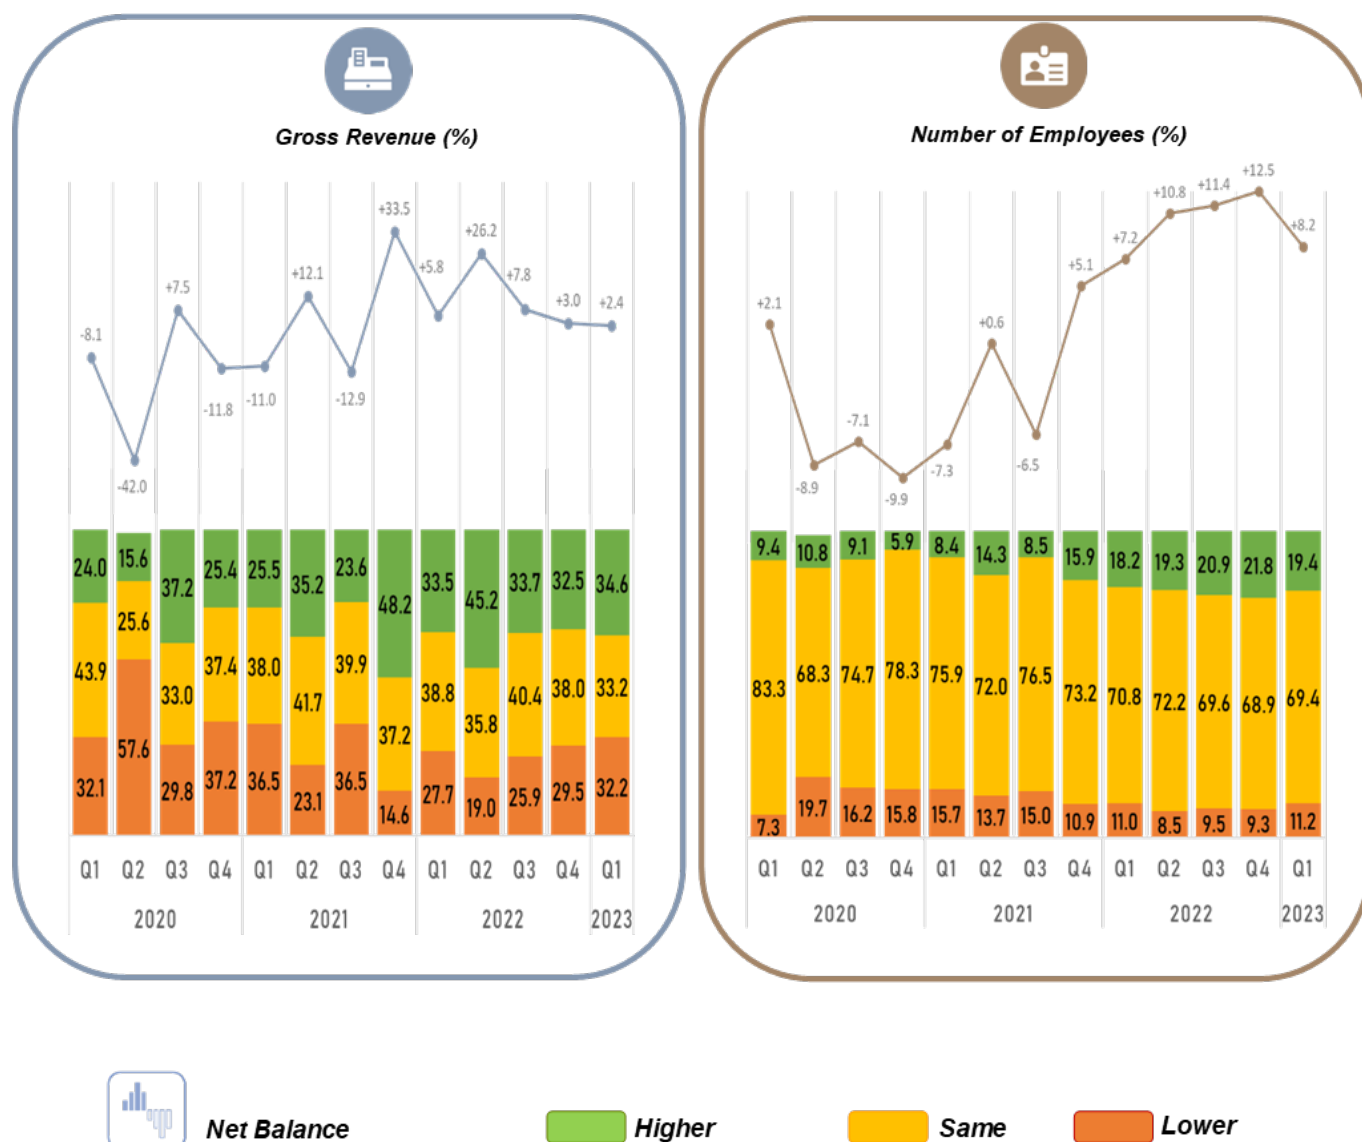 Gross Revenue (%)
-8.1
-42.0
+7.5
-11.8
-11.0
+12.1
-12.9
+33.5
+5.8
+26.2
+7.8
+3.0
+2.4
24.0 15.6 37.2 25.4 25.5 35.2 23.6 48.2 33.5 45.2 33.7 32.5 34.6
43.9 25.6 33.0 37.4 38.0 41.7 39.9 37.2 38.8 35.8 40.4 38.0 33.2
32.1 57.6 29.8 37.2 36.5 23.1 36.5 14.6 27.7 19.0 25.9 29.5 32.2
Q1 Q2 Q3 Q4 Q1 Q2 Q3 Q4 Q1 Q2 Q3 Q4 Q1
2020 2021 2022 2023
Number of Employees (%)
+2.1
-8.9
-7.1
-9.9
-7.3
+0.6
-6.5
+5.1
+7.2
+10.8
+11.4
+12.5
+8.2
9.4 10.8 9.1 5.9 8.4 14.3 8.5 15.9 18.2 19.3 20.9 21.8 19.4
83.3 68.3 74.7 78.3 75.9 72.0 76.5 73.2 70.8 72.2 69.6 68.9 69.4
7.3 19.7 16.2 15.8 15.7 13.7 15.0 10.9 11.0 8.5 9.5 9.3 11.2
Q1 Q2 Q3 Q4 Q1 Q2 Q3 Q4 Q1 Q2 Q3 Q4 Q1
2020 2021 2022 2023
Net Balance Higher Same Lower